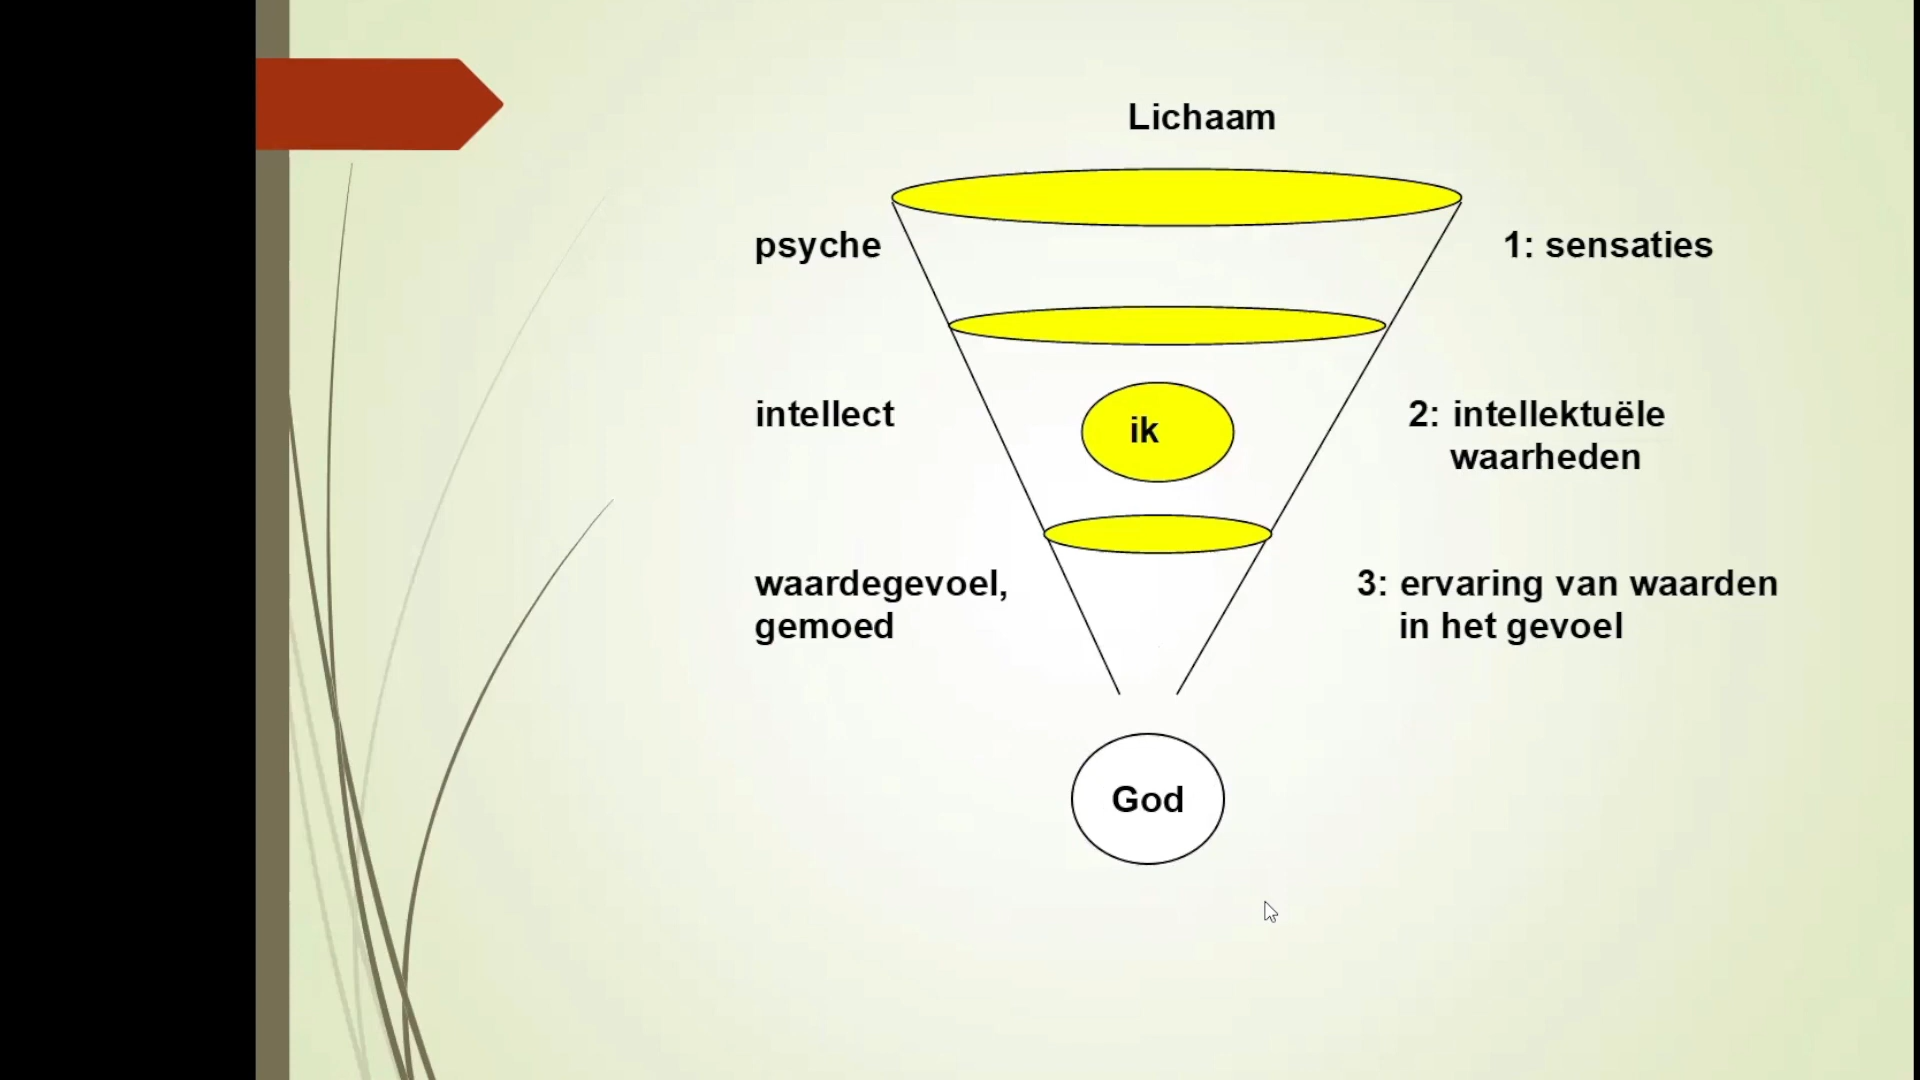 Lichaam
psyche
1: sensaties
intellect
ik
2: intellektuële
waarheden
waardegevoel,
gemoed
3: ervaring van waarden
in het gevoel
God